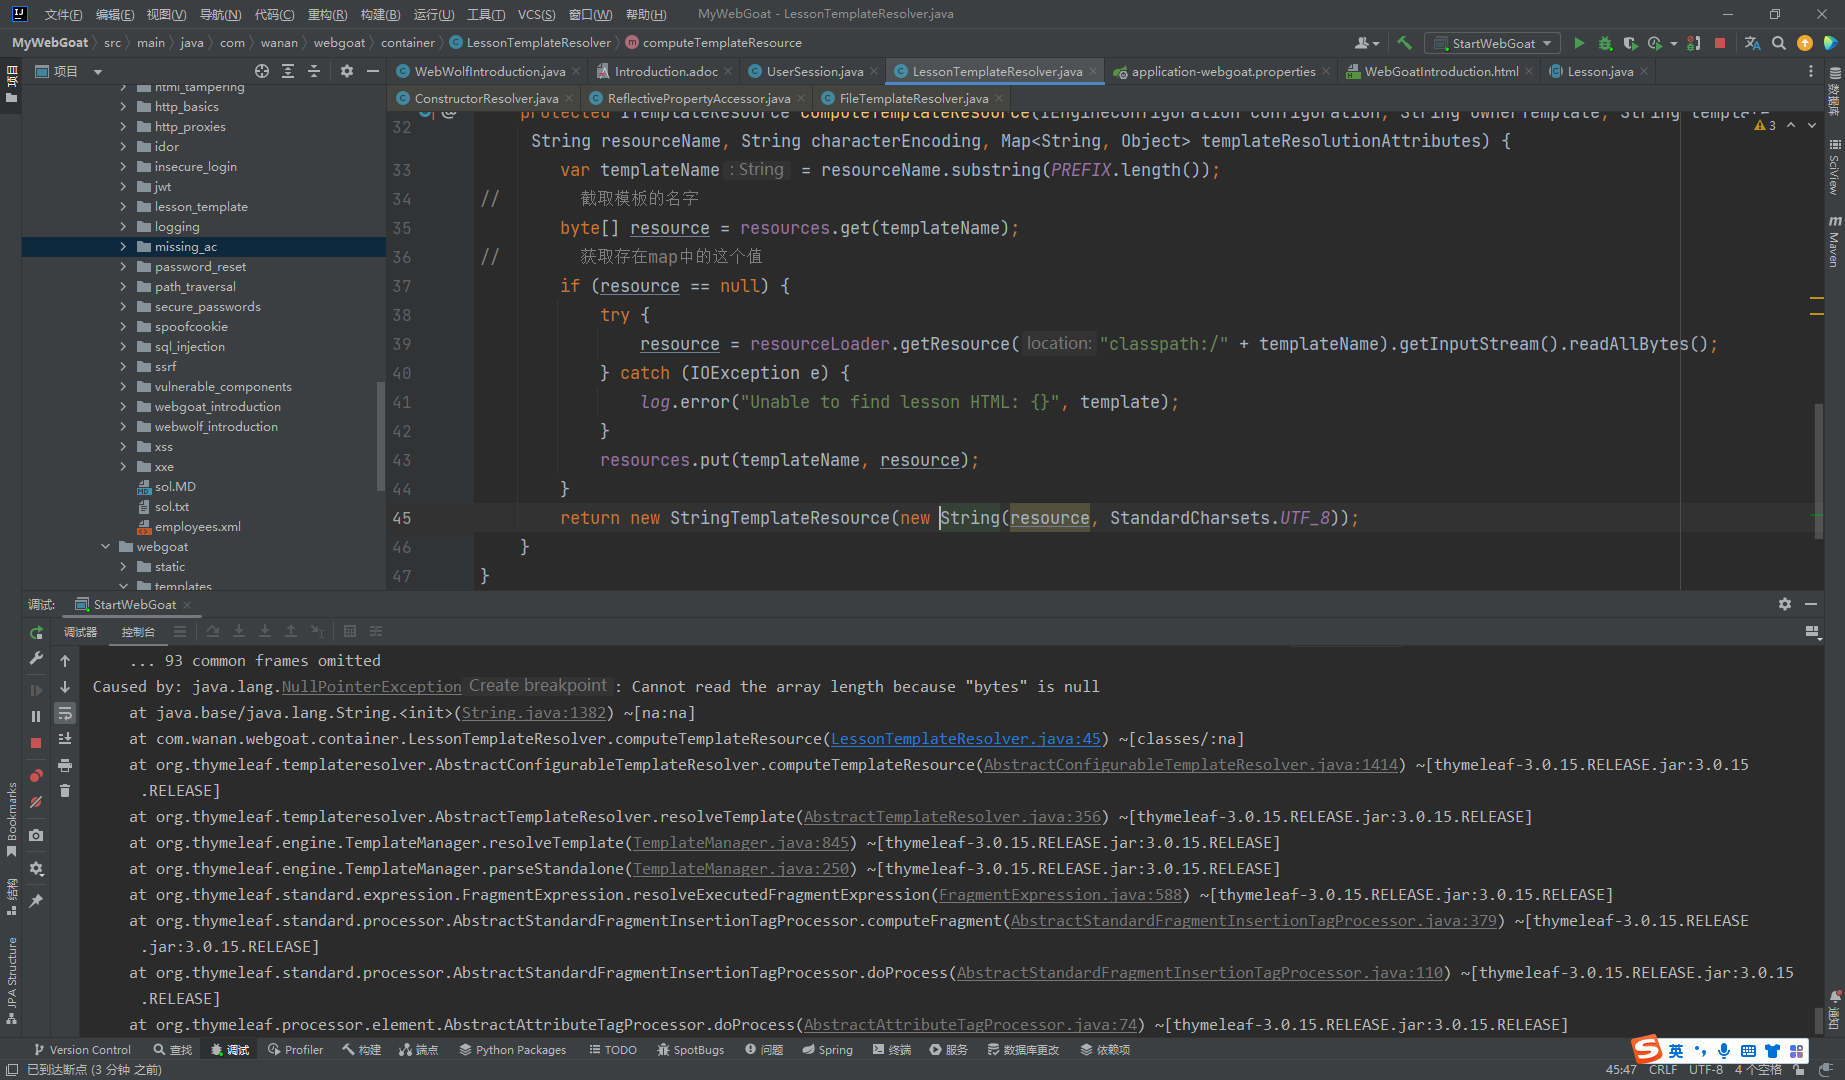 文件(F) 编辑(E) 视图(V) 导航(N) 代码(C) 重构(R) 构建(B) 运行(U) 工具(T) VCS(S) 窗口(W) 帮助(H) MyWebGoat - LessonTemplateResolver.java
MyWebGoat src main java com wanan webgoat container LessonTemplateResolver computeTemplateResource StartWebGoat
项目 WebWolfIntroduction.java Introduction.adoc UserSession.java LessonTemplateResolver.java application-webgoat.properties WebGoatIntroduction.html Lesson.java
ConstructorResolver.java ReflectivePropertyAccessor.java FileTemplateResolver.java
项目
数据库
SciView
Maven
通知
html_tampering
http_basics
http_proxies
idor
insecure_login
jwt
lesson_template
logging
missing_ac
password_reset
path_traversal
secure_passwords
spoofcookie
sql_injection
ssrf
vulnerable_components
webgoat_introduction
webwolf_introduction
xss
xxe
sol.MD
sol.txt
employees.xml
webgoat
static
templates
3
32 protected ITemplateResource computeTemplateResource(IEngineConfiguration configuration, String ownerTemplate, String template,
String resourceName, String characterEncoding, Map<String, Object> templateResolutionAttributes) {
33 var templateName : String = resourceName.substring(PREFIX.length());
34 // 截取模板的名字
35 byte[] resource = resources.get(templateName);
36 // 获取存在map中的这个值
37 if (resource == null) {
38 try {
39 resource = resourceLoader.getResource( location: "classpath:/" + templateName).getInputStream().readAllBytes();
40 } catch (IOException e) {
41 log.error("Unable to find lesson HTML: {}", template);
42 }
43 resources.put(templateName, resource);
44 }
45 return new StringTemplateResource(new String(resource, StandardCharsets.UTF_8));
46 }
47 }
调试: StartWebGoat
调试器 控制台
Bookmarks
结构
JPA Structure
... 93 common frames omitted
Caused by: java.lang.NullPointerException Create breakpoint : Cannot read the array length because "bytes" is null
at java.base/java.lang.String.<init>(String.java:1382) ~[na:na]
at com.wanan.webgoat.container.LessonTemplateResolver.computeTemplateResource(LessonTemplateResolver.java:45) ~[classes/:na]
at org.thymeleaf.templateresolver.AbstractConfigurableTemplateResolver.computeTemplateResource(AbstractConfigurableTemplateResolver.java:1414) ~[thymeleaf-3.0.15.RELEASE.jar:3.0.15
.RELEASE]
at org.thymeleaf.templateresolver.AbstractTemplateResolver.resolveTemplate(AbstractTemplateResolver.java:356) ~[thymeleaf-3.0.15.RELEASE.jar:3.0.15.RELEASE]
at org.thymeleaf.engine.TemplateManager.resolveTemplate(TemplateManager.java:845) ~[thymeleaf-3.0.15.RELEASE.jar:3.0.15.RELEASE]
at org.thymeleaf.engine.TemplateManager.parseStandalone(TemplateManager.java:250) ~[thymeleaf-3.0.15.RELEASE.jar:3.0.15.RELEASE]
at org.thymeleaf.standard.expression.FragmentExpression.resolveExecutedFragmentExpression(FragmentExpression.java:588) ~[thymeleaf-3.0.15.RELEASE.jar:3.0.15.RELEASE]
at org.thymeleaf.standard.processor.AbstractStandardFragmentInsertionTagProcessor.computeFragment(AbstractStandardFragmentInsertionTagProcessor.java:379) ~[thymeleaf-3.0.15.RELEASE
.jar:3.0.15.RELEASE]
at org.thymeleaf.standard.processor.AbstractStandardFragmentInsertionTagProcessor.doProcess(AbstractStandardFragmentInsertionTagProcessor.java:110) ~[thymeleaf-3.0.15.RELEASE.jar:3.0.15
.RELEASE]
at org.thymeleaf.processor.element.AbstractAttributeTagProcessor.doProcess(AbstractAttributeTagProcessor.java:74) ~[thymeleaf-3.0.15.RELEASE.jar:3.0.15.RELEASE]
Version Control 查找 调试 Profiler 构建 端点 Python Packages TODO SpotBugs 问题 Spring 终端 服务 数据库更改 依赖项
英
已到达断点 (3 分钟 之前) 45:47 CRLF UTF-8 4 个空格